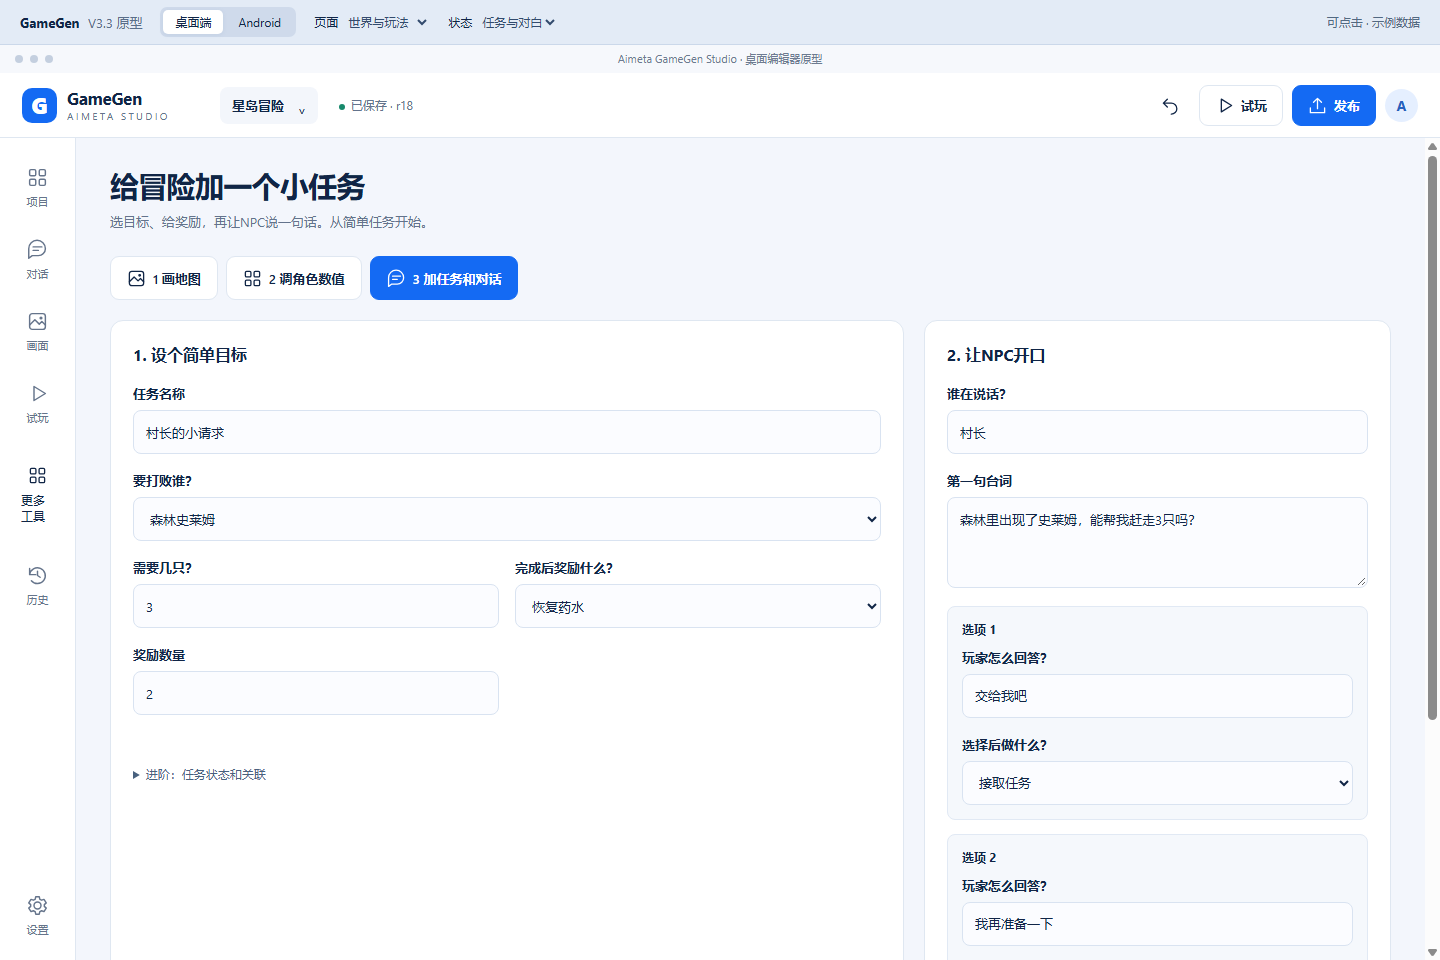 GameGen V3.3 原型 桌面端 Android 页面 世界与玩法 状态 任务与对白 可点击 · 示例数据
Aimeta GameGen Studio · 桌面编辑器原型
G GameGen
AIMETA STUDIO
星岛冒险 已保存 · r18 试玩 发布 A
项目
对话
画面
试玩
更多
工具
历史
设置
给冒险加一个小任务
选目标、给奖励，再让NPC说一句话。从简单任务开始。
1 画地图 2 调角色数值 3 加任务和对话
1. 设个简单目标
任务名称
村长的小请求
要打败谁？
森林史莱姆
需要几只？ 完成后奖励什么？
3 恢复药水
奖励数量
2
进阶：任务状态和关联
2. 让NPC开口
谁在说话？
村长
第一句台词
森林里出现了史莱姆，能帮我赶走3只吗？
选项 1
玩家怎么回答？
交给我吧
选择后做什么？
接取任务
选项 2
玩家怎么回答？
我再准备一下